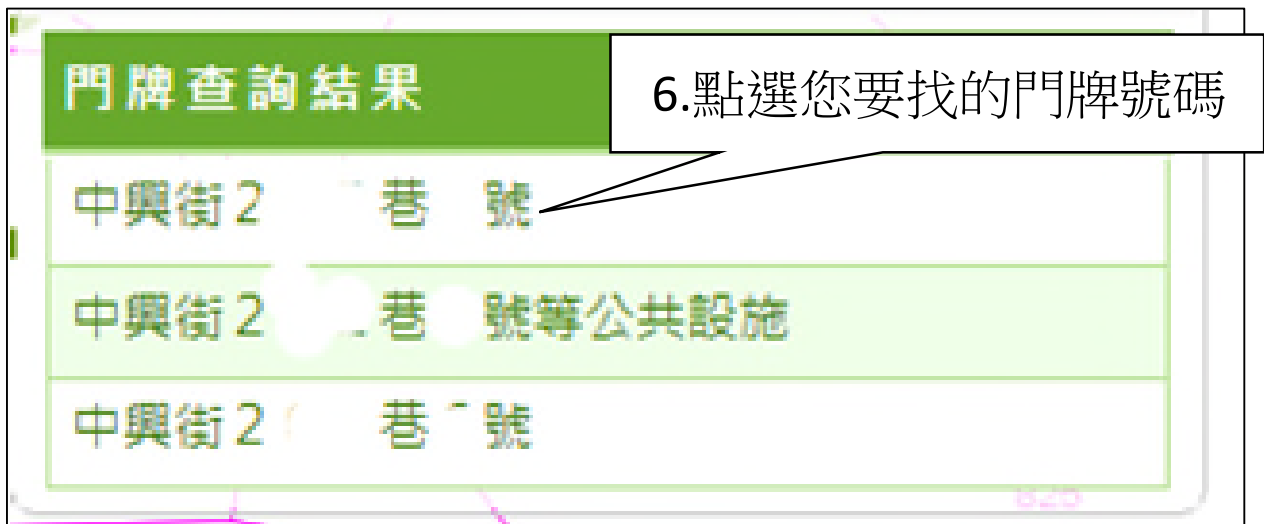 門牌查詢結果
6.點選您要找的門牌號碼
中興街2 巷 號
中興街2 巷 號等公共設施
中興街2 巷 號